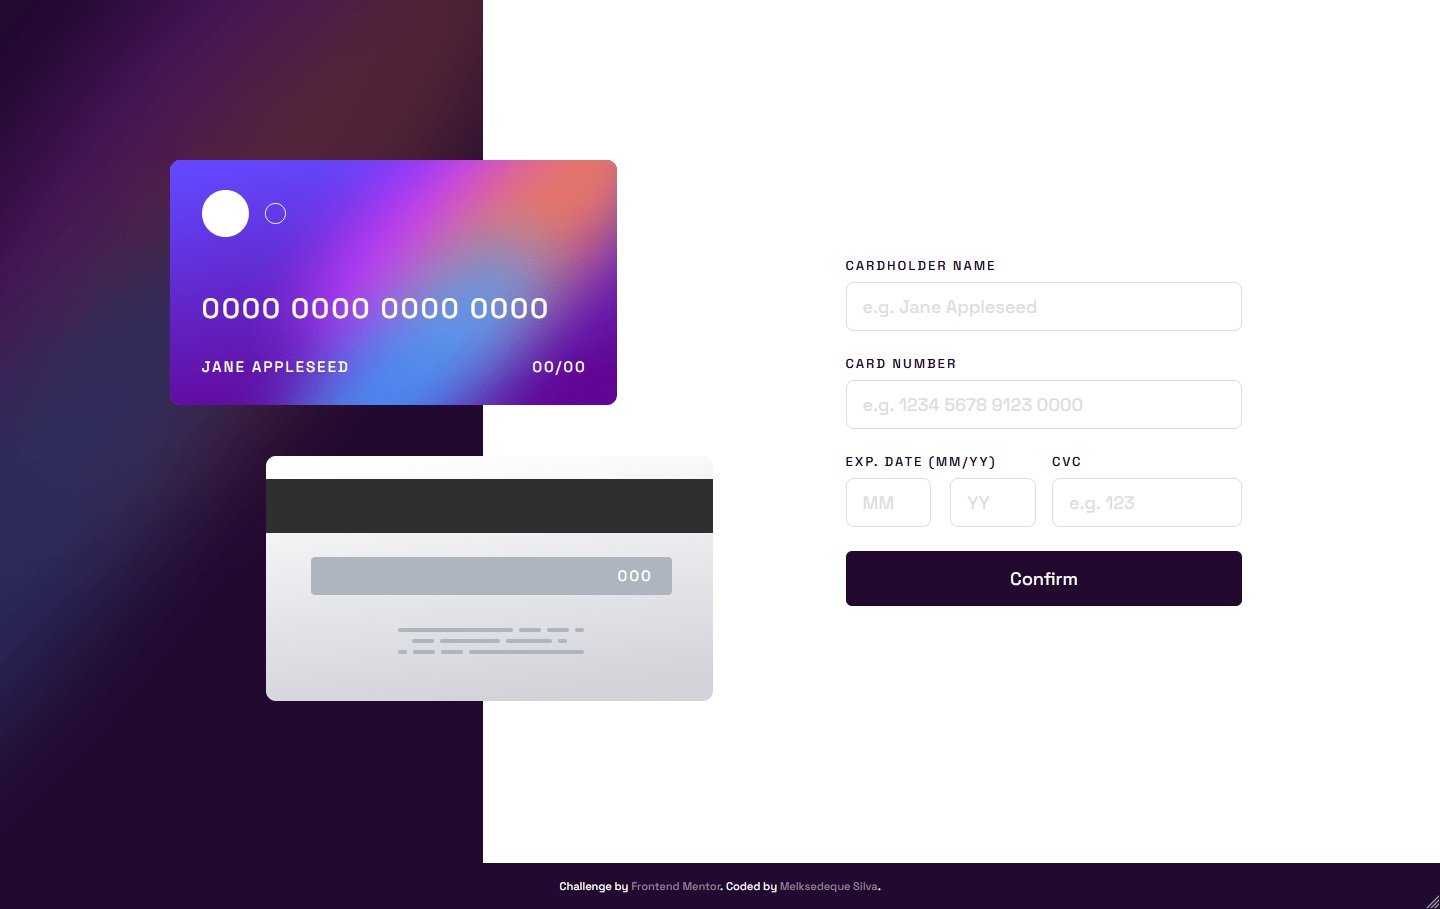 0000 0000 0000 0000
JANE APPLESEED 00/00
000
CARDHOLDER NAME
e.g. Jane Appleseed
CARD NUMBER
e.g. 1234 5678 9123 0000
EXP. DATE (MM/YY) CVC
MM YY e.g. 123
Confirm
Challenge by Frontend Mentor. Coded by Melksedeque Silva.